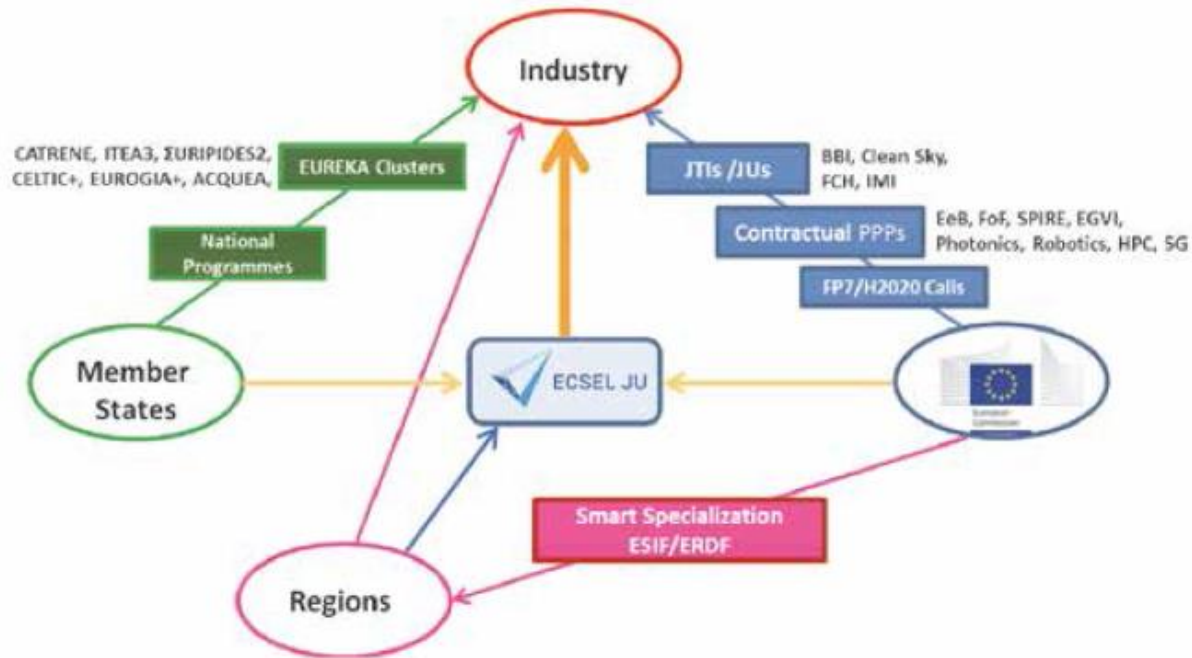 Industry
CATRENE, ITEA3, ΣURIPIDES2,
CELTIC+, EUROGIA+, ACQUEA,
EUREKA Clusters
JTIs /JUs
BBI, Clean Sky,
FCH, IMI
National
Programmes
Contractual PPPs
EeB, FoF, SPIRE, EGVI,
Photonics, Robotics, HPC, 5G
FP7/H2020 Calls
Member
States
ECSEL JU
European
Commission
Smart Specialization
ESIF/ERDF
Regions